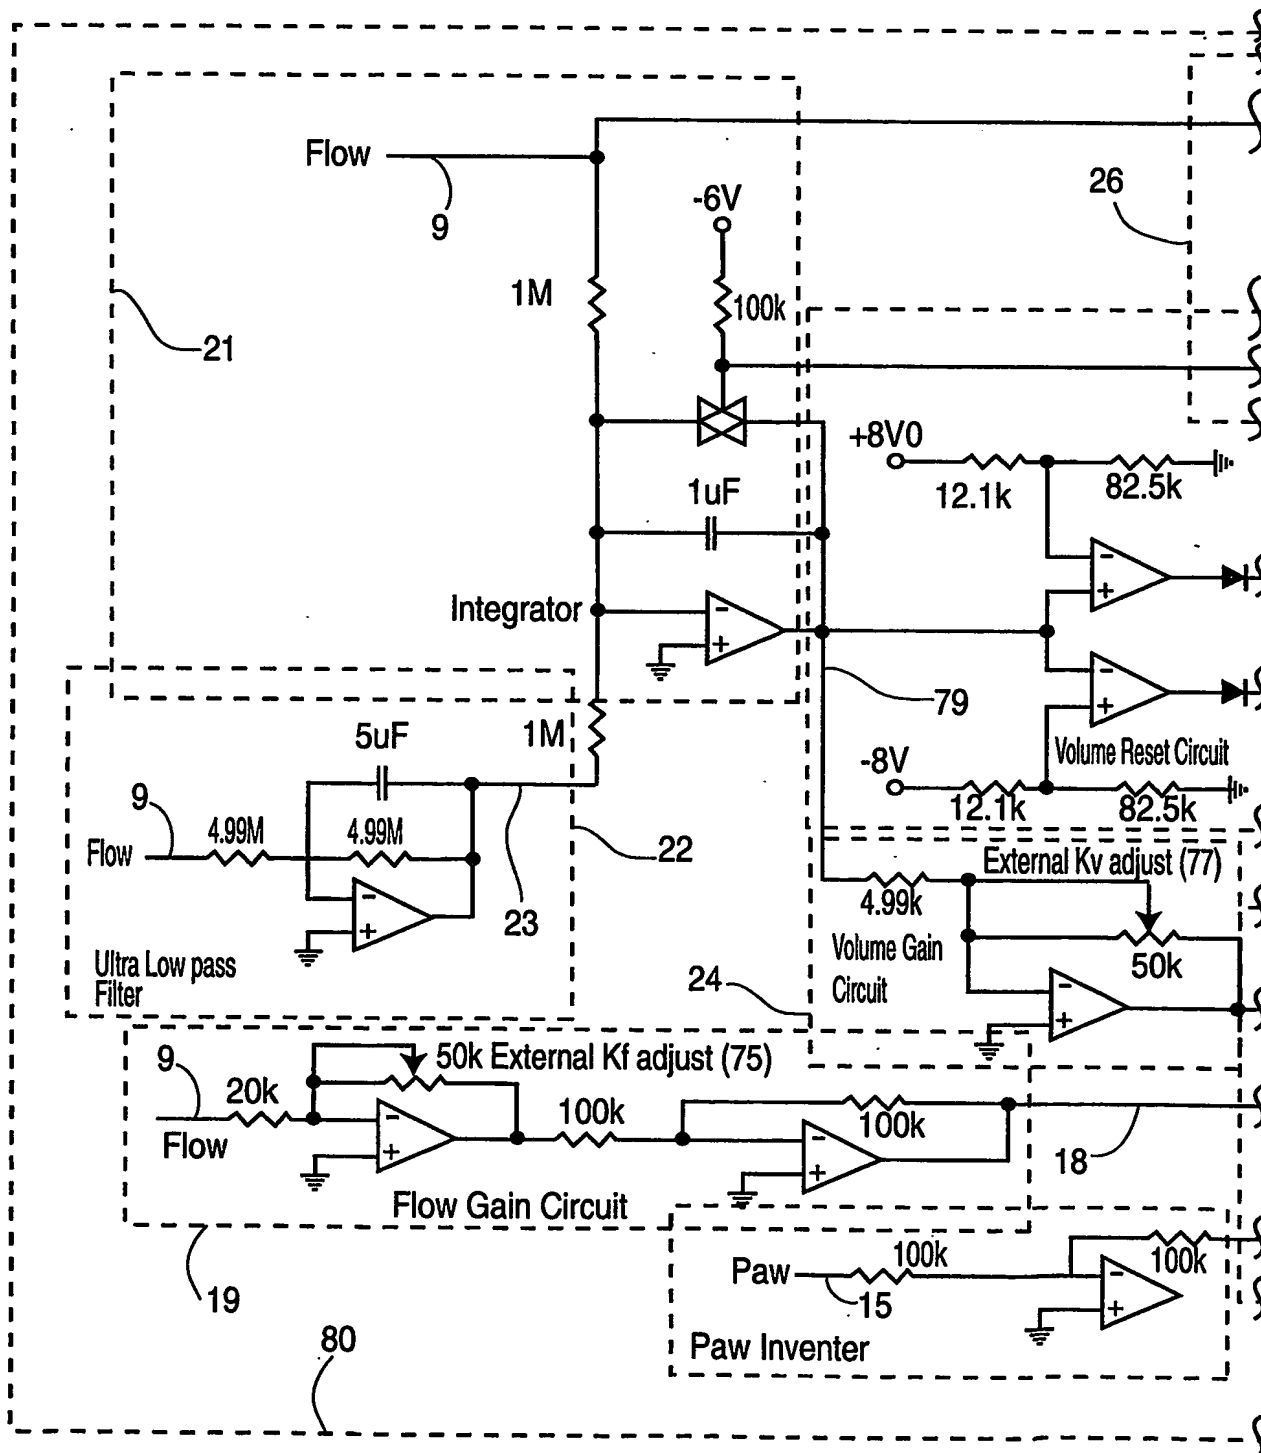 Flow
9
-6V
26
1M
100k
21
+8V0
12.1k
82.5k
1uF
-
+
Integrator
-
+
-
+
79
5uF
1M
Volume Reset Circuit
-8V
12.1k
82.5k
9
4.99M
4.99M
Flow
22
External Kv adjust (77)
-
+
4.99k
23
Volume Gain
Circuit
50k
Ultra Low pass
Filter
24
-
+
9
50k External Kf adjust (75)
20k
100k
100k
Flow
-
+
-
+
18
Flow Gain Circuit
Paw
100k
100k
15
-
+
19
Paw Inventer
80